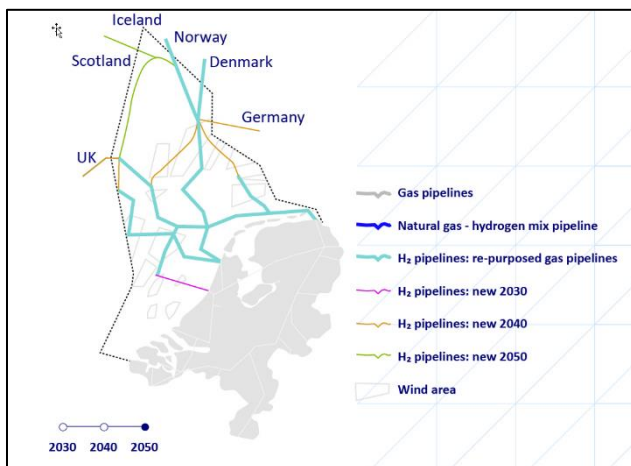 Iceland
Norway
Scotland
Denmark
Germany
UK
Gas pipelines
Natural gas - hydrogen mix pipeline
H₂ pipelines: re-purposed gas pipelines
H₂ pipelines: new 2030
H₂ pipelines: new 2040
H₂ pipelines: new 2050
Wind area
2030 2040 2050